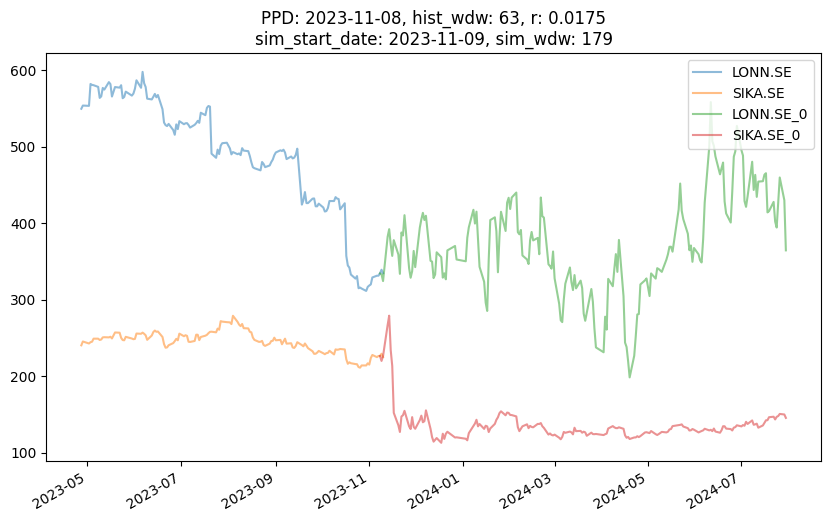 PPD: 2023-11-08, hist_wdw: 63, r: 0.0175
sim_start_date: 2023-11-09, sim_wdw: 179
LONN.SE
SIKA.SE
LONN.SE_0
SIKA.SE_0
600
500
400
300
200
100
2023-05
2023-07
2023-09
2023-11
2024-01
2024-03
2024-05
2024-07